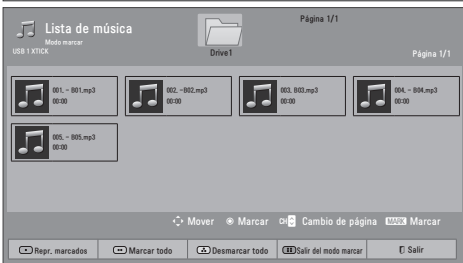 Lista de música
Modo marcar
USB 1 XTICK
Drive1
Página 1/1
Página 1/1
001. - B01.mp3
00:00
002. -B02.mp3
00:00
003. B03.mp3
00:00
004. - B04.mp3
00:00
005. - B05.mp3
00:00
Mover Marcar CH Cambio de página MARK Marcar
Repr. marcados Marcar todo Desmarcar todo Salir del modo marcar Salir